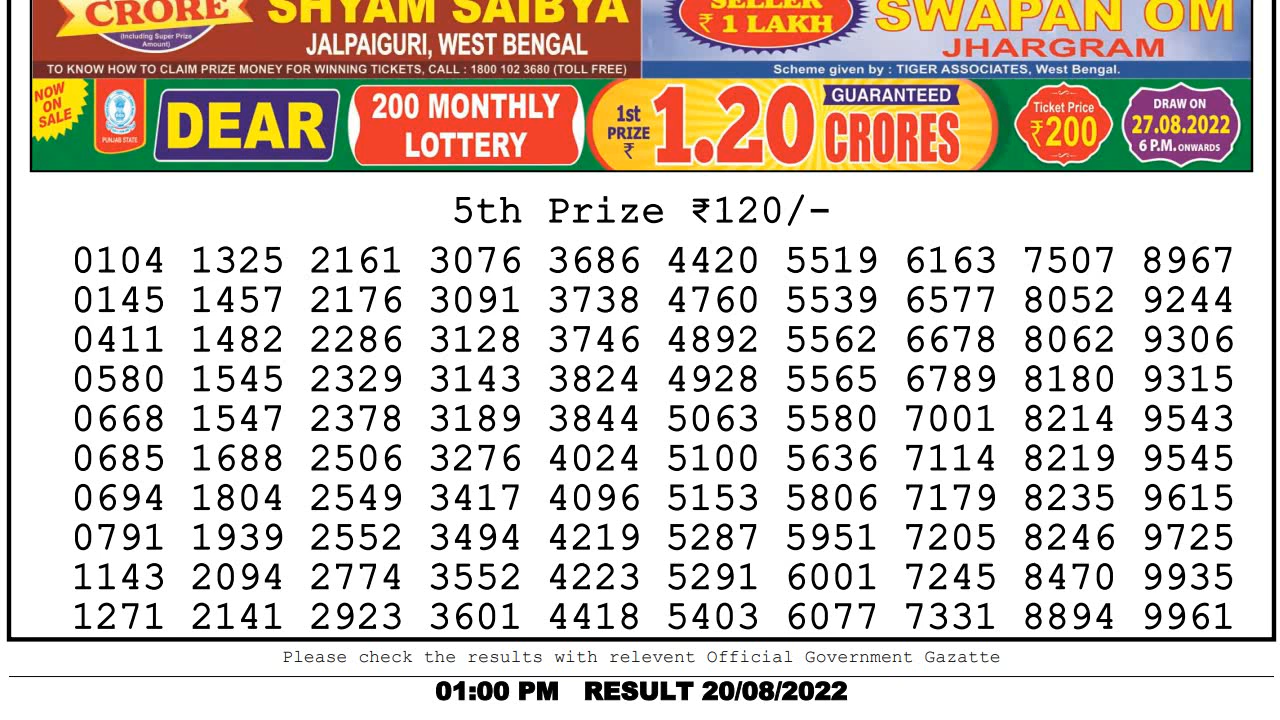 CRORE
(Including Super Prize
Amount)
SHYAM SAIBYA
JALPAIGURI, WEST BENGAL
SELLER
₹ 1 LAKH
SWAPAN OM
JHARGRAM
TO KNOW HOW TO CLAIM PRIZE MONEY FOR WINNING TICKETS, CALL : 1800 102 3680 (TOLL FREE)
Scheme given by : TIGER ASSOCIATES, West Bengal.
NOW
ON
SALE
PUNJAB STATE
DEAR
200 MONTHLY
LOTTERY
1st
PRIZE
₹
1.20
GUARANTEED
CRORES
Ticket Price
₹200
DRAW ON
27.08.2022
6 P.M. ONWARDS
5th Prize ₹120/-
0104 1325 2161 3076 3686 4420 5519 6163 7507 8967
0145 1457 2176 3091 3738 4760 5539 6577 8052 9244
0411 1482 2286 3128 3746 4892 5562 6678 8062 9306
0580 1545 2329 3143 3824 4928 5565 6789 8180 9315
0668 1547 2378 3189 3844 5063 5580 7001 8214 9543
0685 1688 2506 3276 4024 5100 5636 7114 8219 9545
0694 1804 2549 3417 4096 5153 5806 7179 8235 9615
0791 1939 2552 3494 4219 5287 5951 7205 8246 9725
1143 2094 2774 3552 4223 5291 6001 7245 8470 9935
1271 2141 2923 3601 4418 5403 6077 7331 8894 9961
Please check the results with relevent Official Government Gazatte
01:00 PM RESULT 20/08/2022